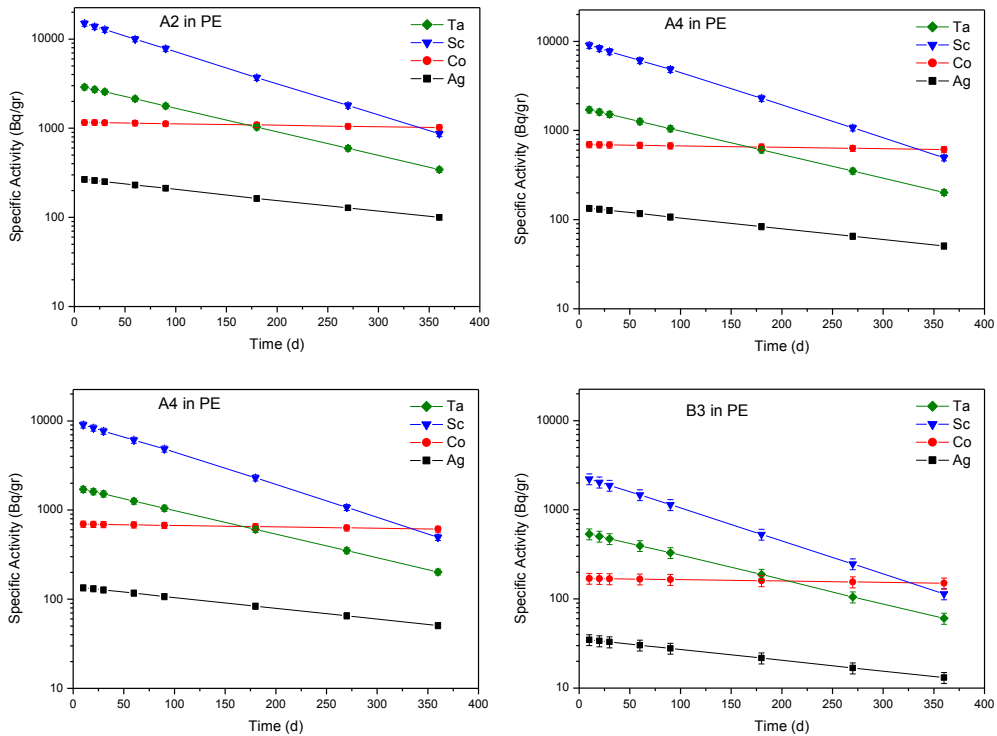 A2 in PE
Ta
Sc
Co
Ag
10000
1000
100
10
Specific Activity (Bq/gr)
0 50 100 150 200 250 300 350 400
Time (d)
A4 in PE
Ta
Sc
Co
Ag
10000
1000
100
10
Specific Activity (Bq/gr)
0 50 100 150 200 250 300 350 400
Time (d)
A4 in PE
Ta
Sc
Co
Ag
10000
1000
100
10
Specific Activity (Bq/gr)
0 50 100 150 200 250 300 350 400
Time (d)
B3 in PE
Ta
Sc
Co
Ag
10000
1000
100
10
Specific Activity (Bq/gr)
0 50 100 150 200 250 300 350 400
Time (d)